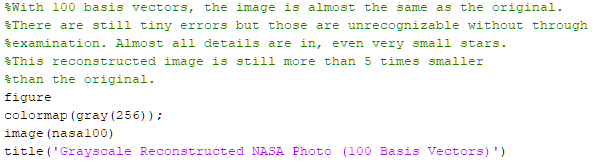 %With 100 basis vectors, the image is almost the same as the original.
%There are still tiny errors but those are unrecognizable without through
%examination. Almost all details are in, even very small stars.
%This reconstructed image is still more than 5 times smaller
%than the original.
figure
colormap(gray(256));
image(nasa100)
title('Grayscale Reconstructed NASA Photo (100 Basis Vectors)')